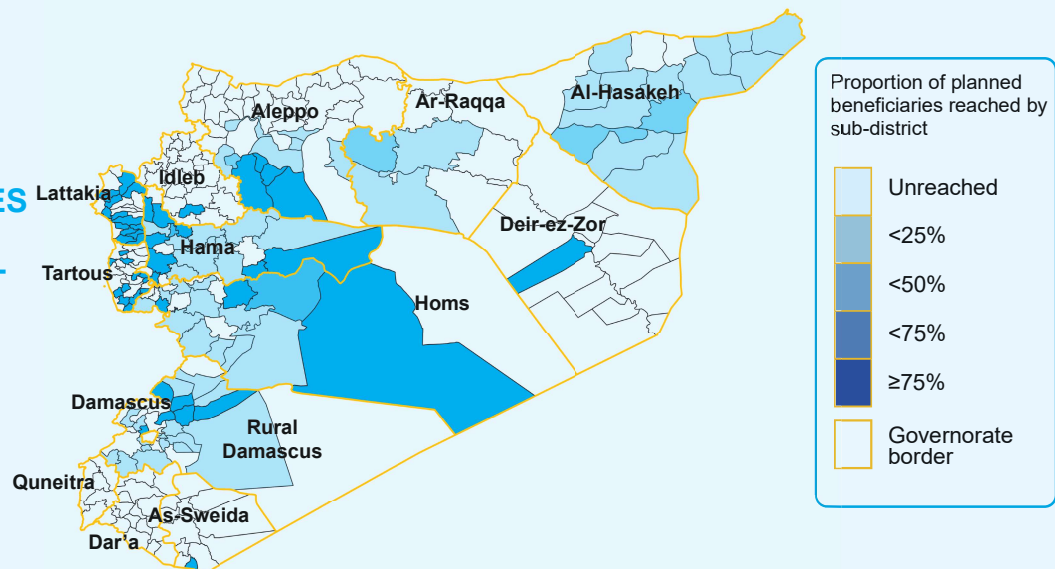 ES
-
Aleppo
Ar-Raqqa
Al-Hasakeh
Idleb
Lattakia
Deir-ez-Zor
Hama
Tartous
Homs
Damascus
Rural
Damascus
Quneitra
As-Sweida
Dar'a
Proportion of planned
beneficiaries reached by
sub-district
Unreached
<25%
<50%
<75%
≥75%
Governorate
border